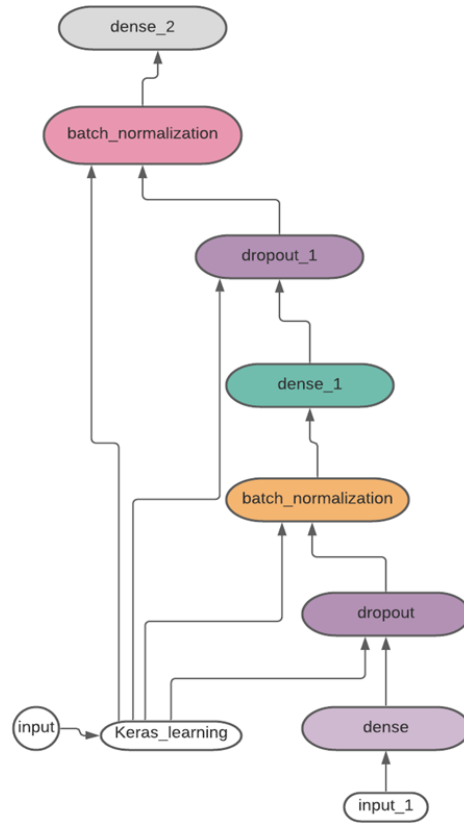 dense_2
batch_normalization
dropout_1
dense_1
batch_normalization
dropout
input
Keras_learning
dense
input_1